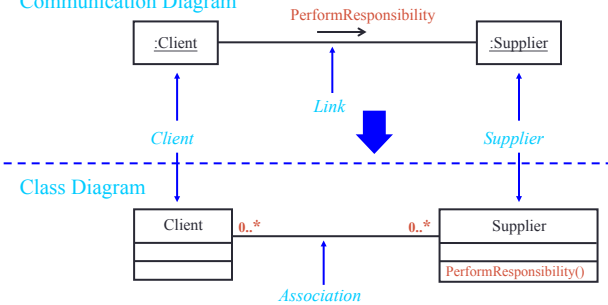 Communication Diagram
PerformResponsibility
:Client
:Supplier
Link
Client
Supplier
Class Diagram
Client
0..*
0..*
Supplier
PerformResponsibility()
Association